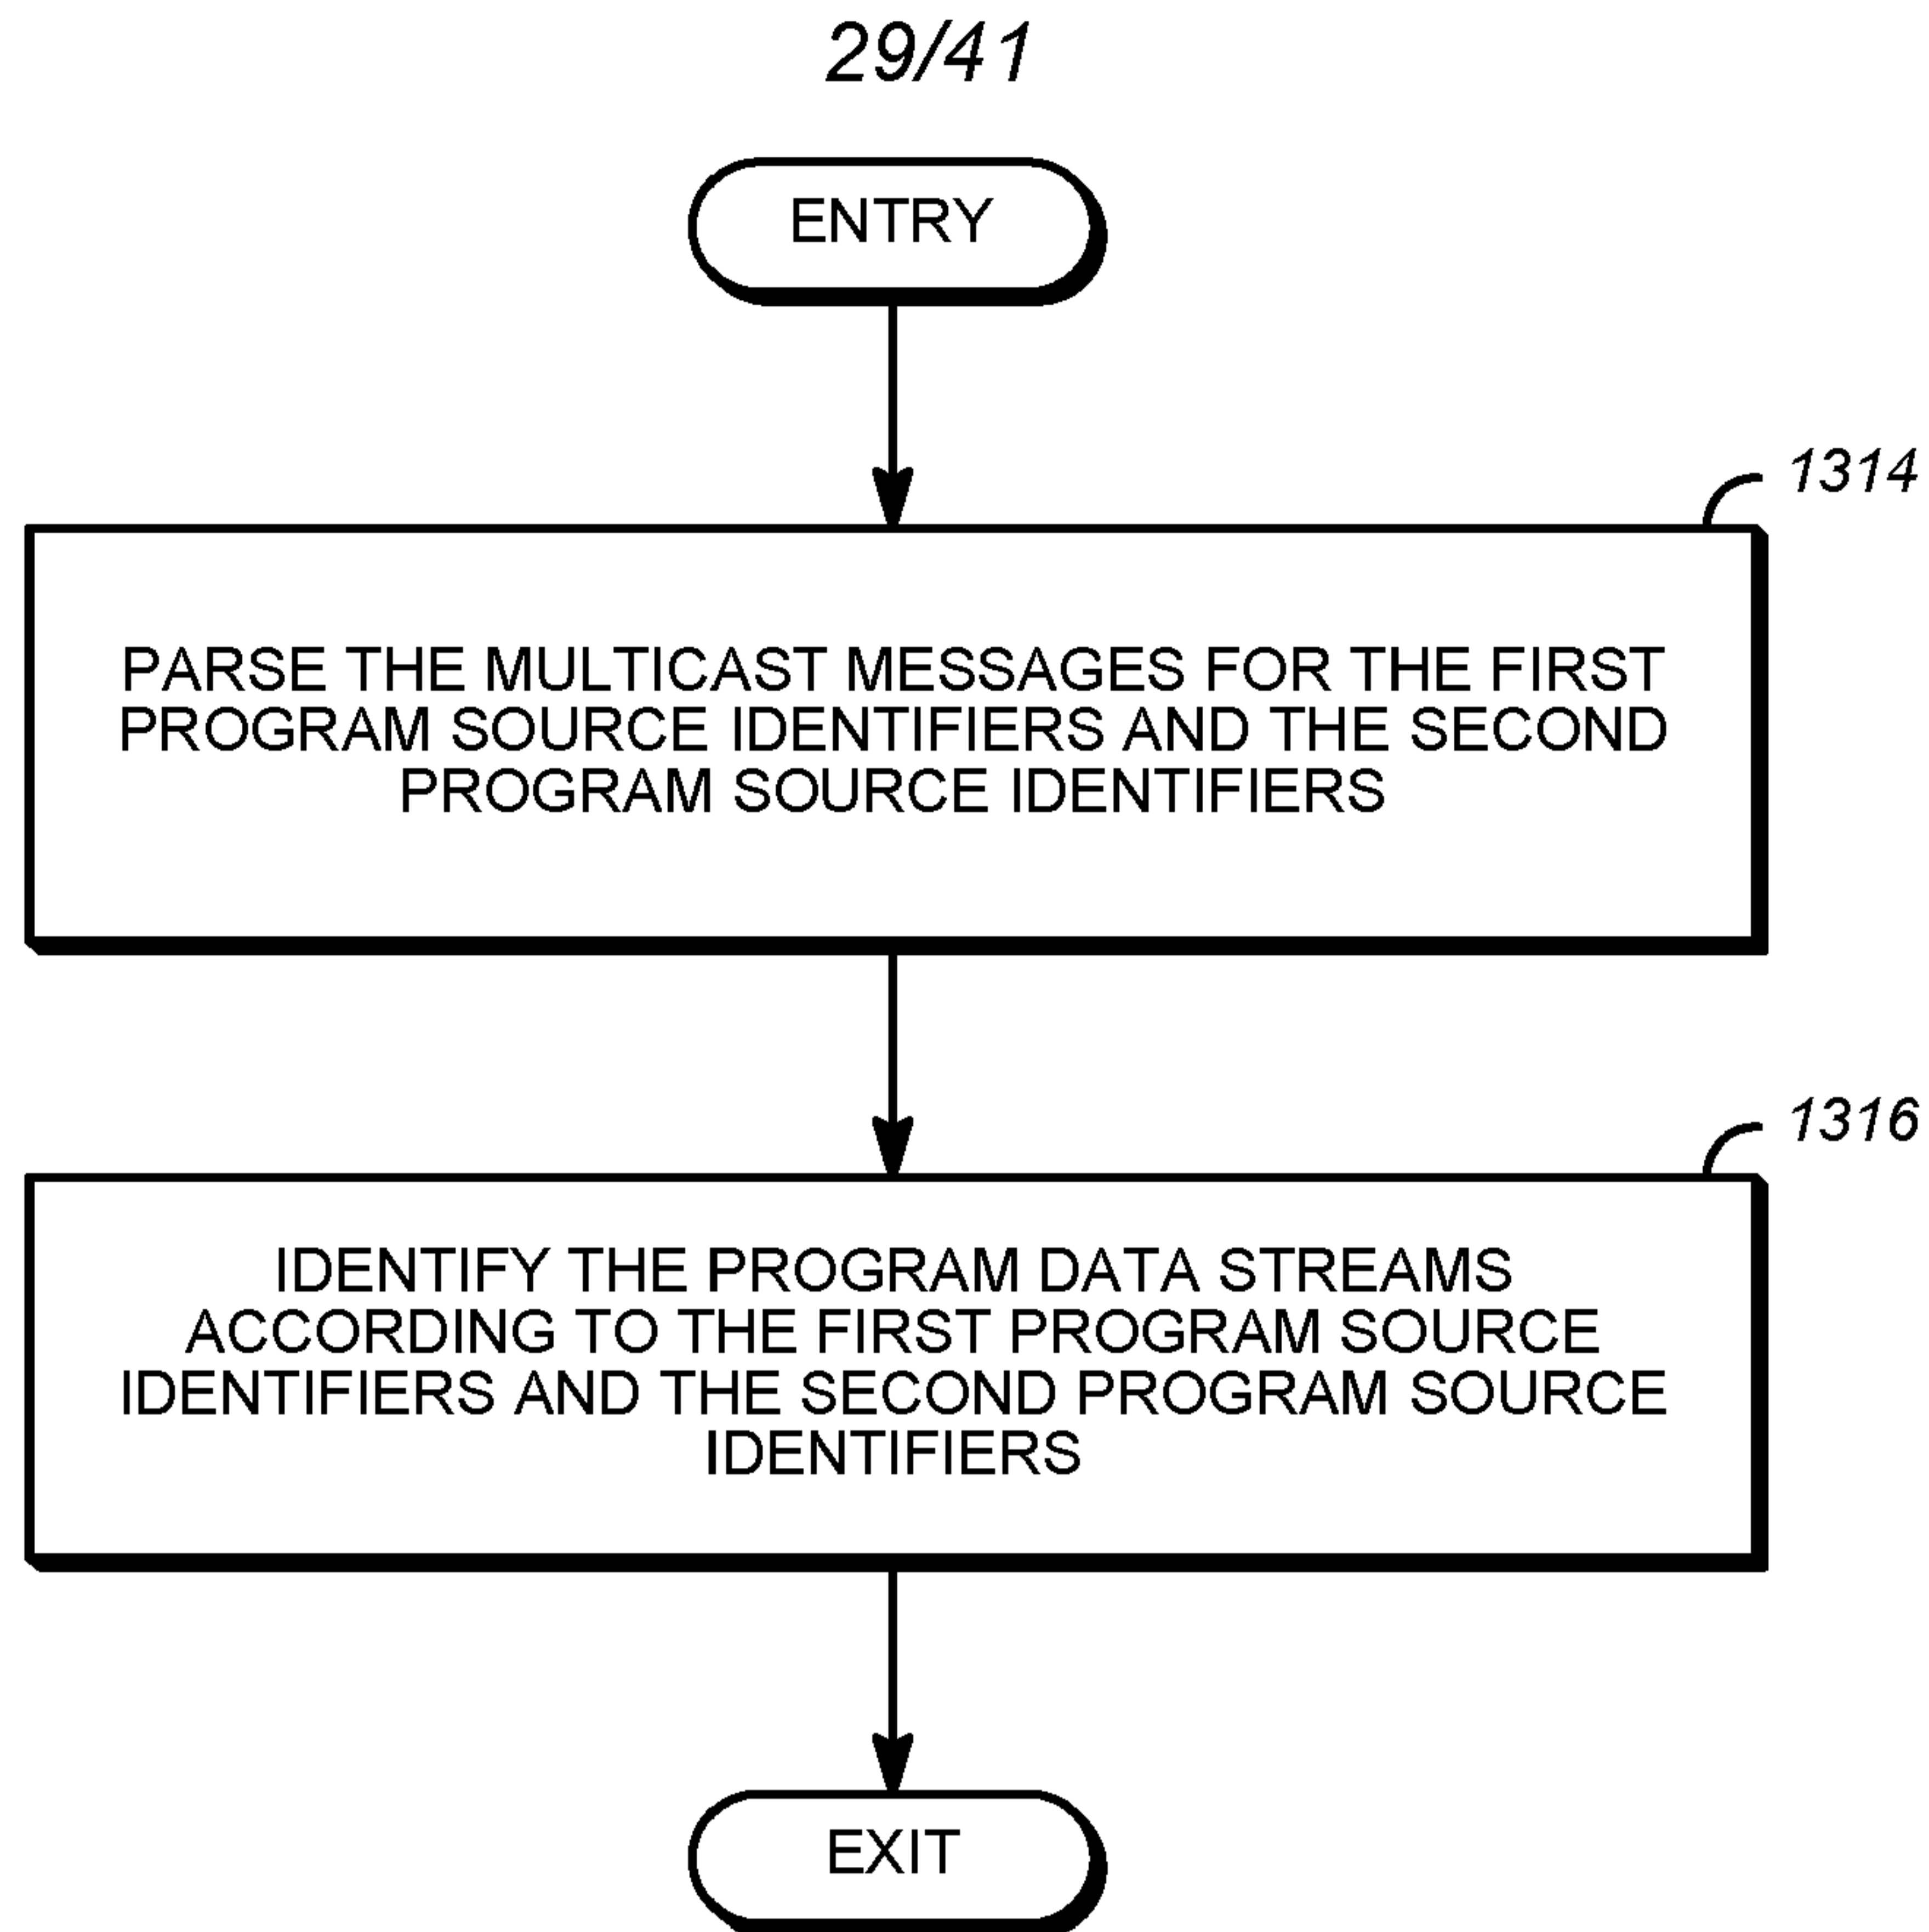 29/41
ENTRY
1314
PARSE THE MULTICAST MESSAGES FOR THE FIRST
PROGRAM SOURCE IDENTIFIERS AND THE SECOND
PROGRAM SOURCE IDENTIFIERS
1316
IDENTIFY THE PROGRAM DATA STREAMS
ACCORDING TO THE FIRST PROGRAM SOURCE
IDENTIFIERS AND THE SECOND PROGRAM SOURCE
IDENTIFIERS
EXIT